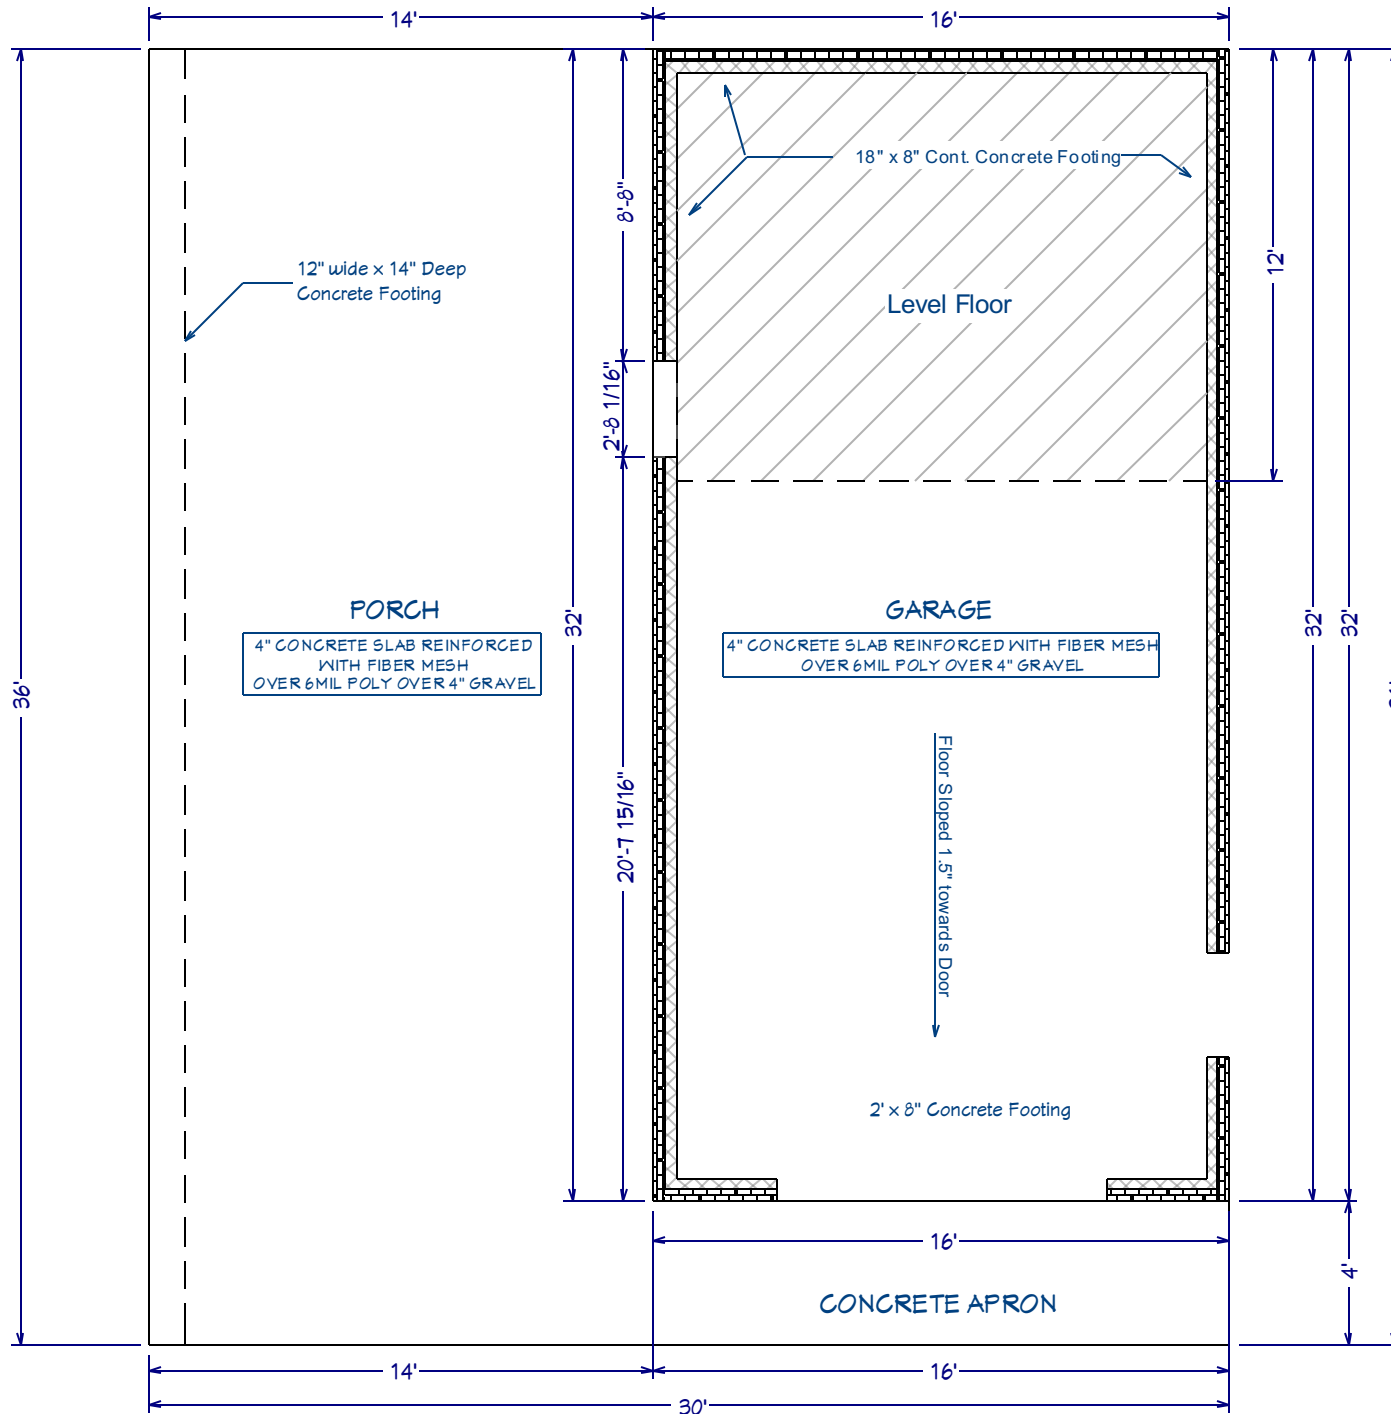 14'
16'
18" x 8" Cont. Concrete Footing
8'-8"
12'
12" wide x 14" Deep
Concrete Footing
Level Floor
2'-8 1/16"
PORCH
GARAGE
32'
32'
32'
4" CONCRETE SLAB REINFORCED
WITH FIBER MESH
OVER 6MIL POLY OVER 4" GRAVEL
4" CONCRETE SLAB REINFORCED WITH FIBER MESH
OVER 6MIL POLY OVER 4" GRAVEL
36'
20'-7 15/16"
Floor Sloped 1.5" towards Door
2' x 8" Concrete Footing
16'
4'
CONCRETE APRON
14'
16'
30'